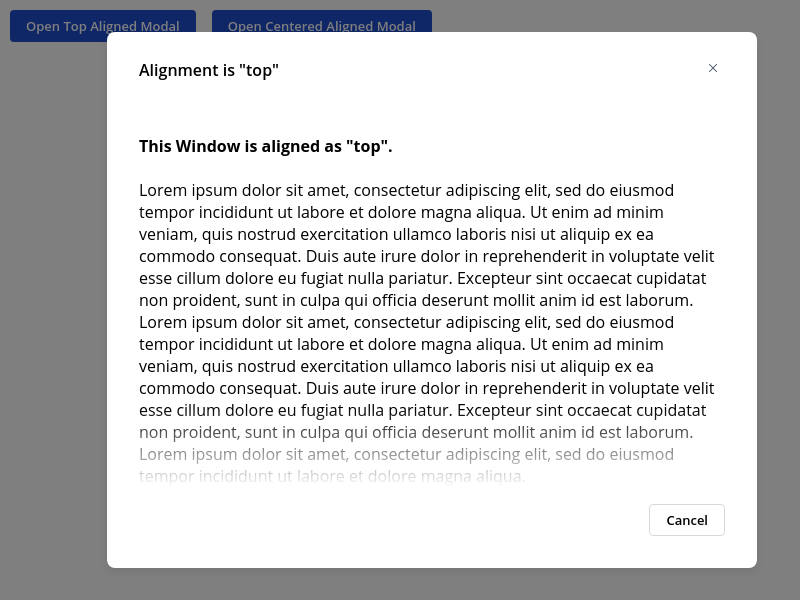 Open Top Aligned Modal
Open Centered Aligned Modal
Alignment is "top"
This Window is aligned as "top".
Lorem ipsum dolor sit amet, consectetur adipiscing elit, sed do eiusmod
tempor incididunt ut labore et dolore magna aliqua. Ut enim ad minim
veniam, quis nostrud exercitation ullamco laboris nisi ut aliquip ex ea
commodo consequat. Duis aute irure dolor in reprehenderit in voluptate velit
esse cillum dolore eu fugiat nulla pariatur. Excepteur sint occaecat cupidatat
non proident, sunt in culpa qui officia deserunt mollit anim id est laborum.
Lorem ipsum dolor sit amet, consectetur adipiscing elit, sed do eiusmod
tempor incididunt ut labore et dolore magna aliqua. Ut enim ad minim
veniam, quis nostrud exercitation ullamco laboris nisi ut aliquip ex ea
commodo consequat. Duis aute irure dolor in reprehenderit in voluptate velit
esse cillum dolore eu fugiat nulla pariatur. Excepteur sint occaecat cupidatat
non proident, sunt in culpa qui officia deserunt mollit anim id est laborum.
Lorem ipsum dolor sit amet, consectetur adipiscing elit, sed do eiusmod
tempor incididunt ut labore et dolore magna aliqua.
Cancel